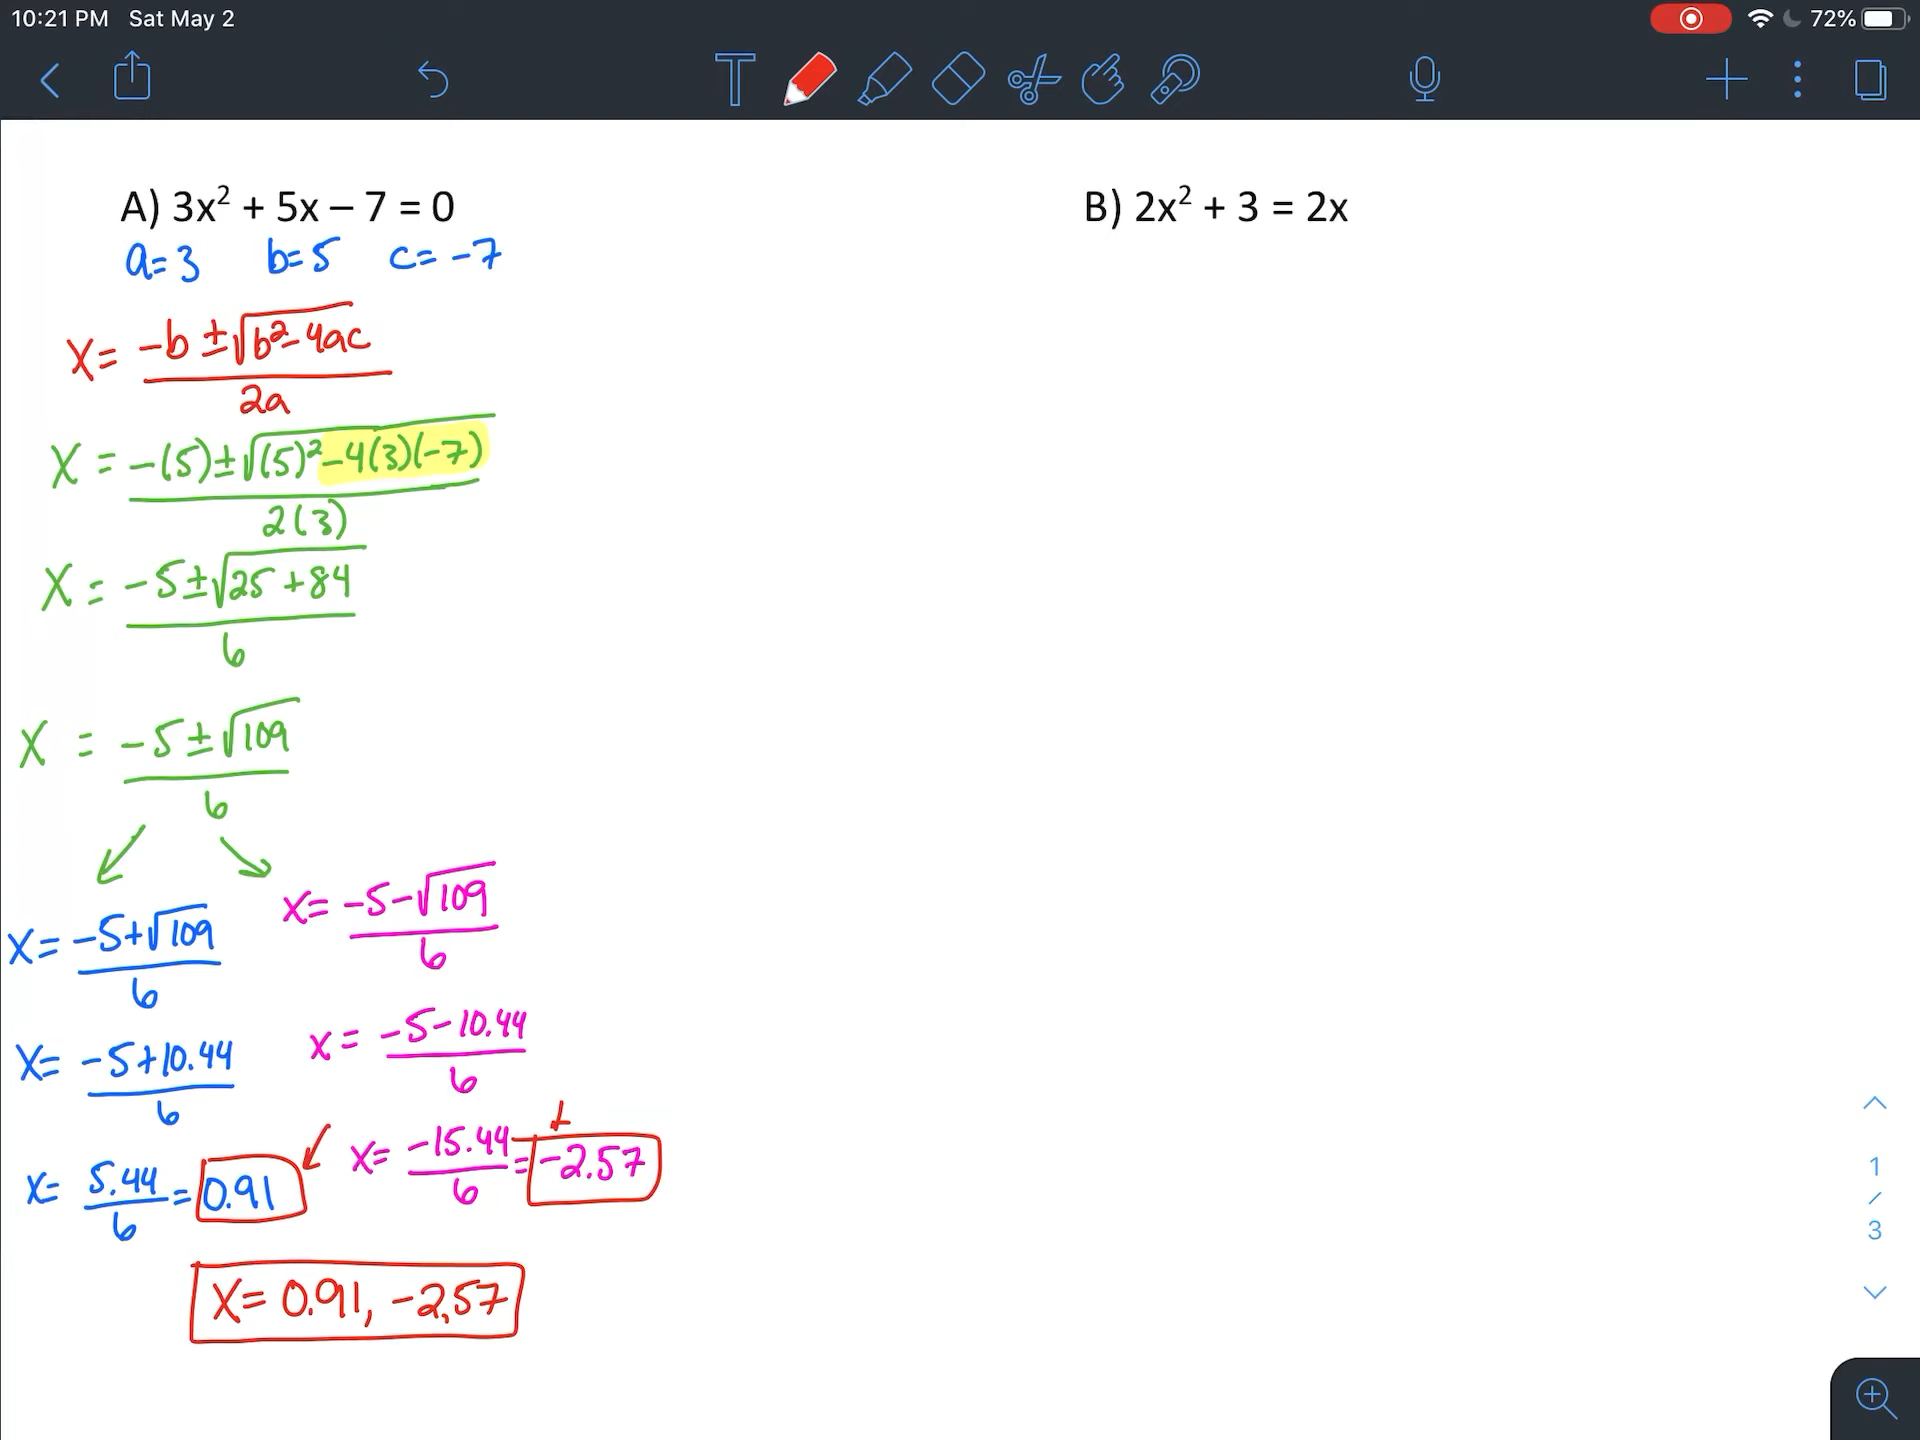 10:21 PM Sat May 2
72%
A) 3x² + 5x – 7 = 0
a=3 b=5 c= -7
x= -b ± √b²-4ac
2a
x = -(5) ± √(5)²-4(3)(-7)
2(3)
x = -5 ± √25 +84
6
x = -5 ± √109
6
x= -5+√109
6
x= -5+10.44
6
x= 5.44 = 0.91
6
x= -5-√109
6
x= -5-10.44
6
x= -15.44 = -2.57
6
x= 0.91, -2.57
B) 2x² + 3 = 2x
1
/
3